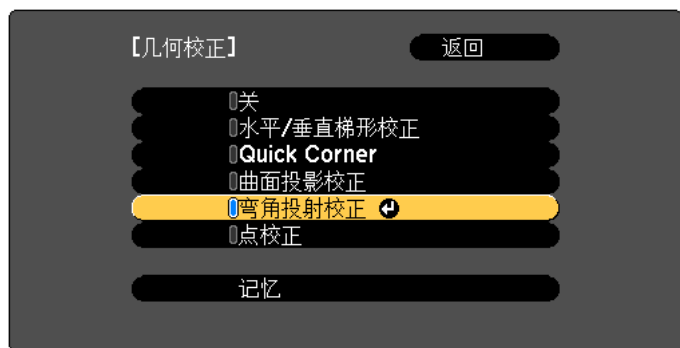 【几何校正】
返回
关
水平/垂直梯形校正
Quick Corner
曲面投影校正
弯角投射校正
点校正
记忆